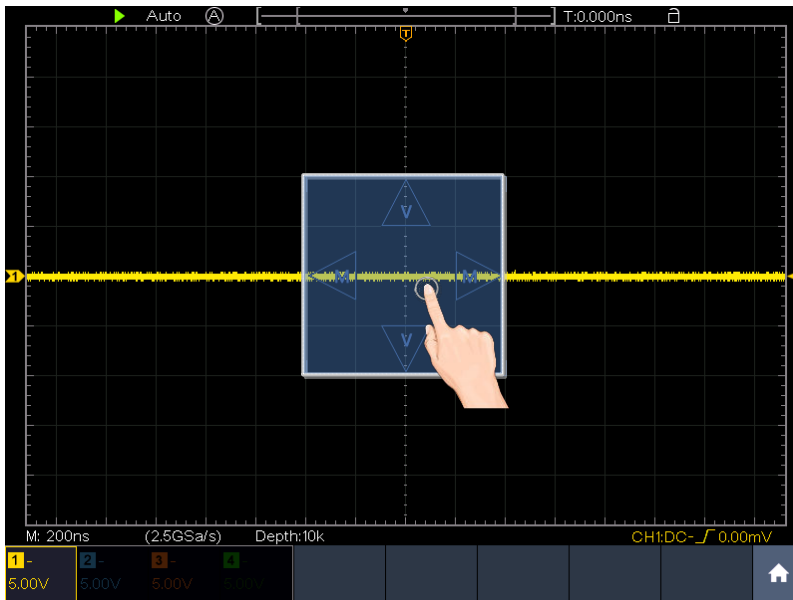 Auto A T:0.000ns
T
V
M M
1
V
M: 200ns (2.5GSa/s) Depth:10k CH1:DC- 0.00mV
1 - 2 - 3 - 4 -
5.00V 5.00V 5.00V 5.00V